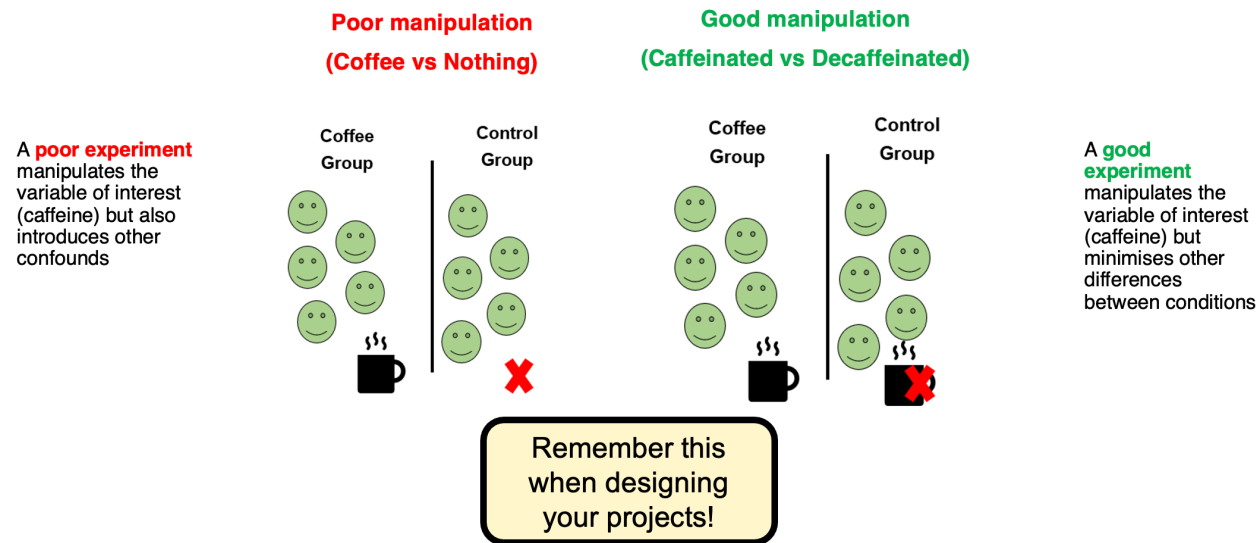 Poor manipulation
(Coffee vs Nothing)
Good manipulation
(Caffeinated vs Decaffeinated)
A poor experiment
manipulates the
variable of interest
(caffeine) but also
introduces other
confounds
Coffee
Group
Control
Group
Coffee
Group
Control
Group
A good
experiment
manipulates the
variable of interest
(caffeine) but
minimises other
differences
between conditions
Remember this
when designing
your projects!